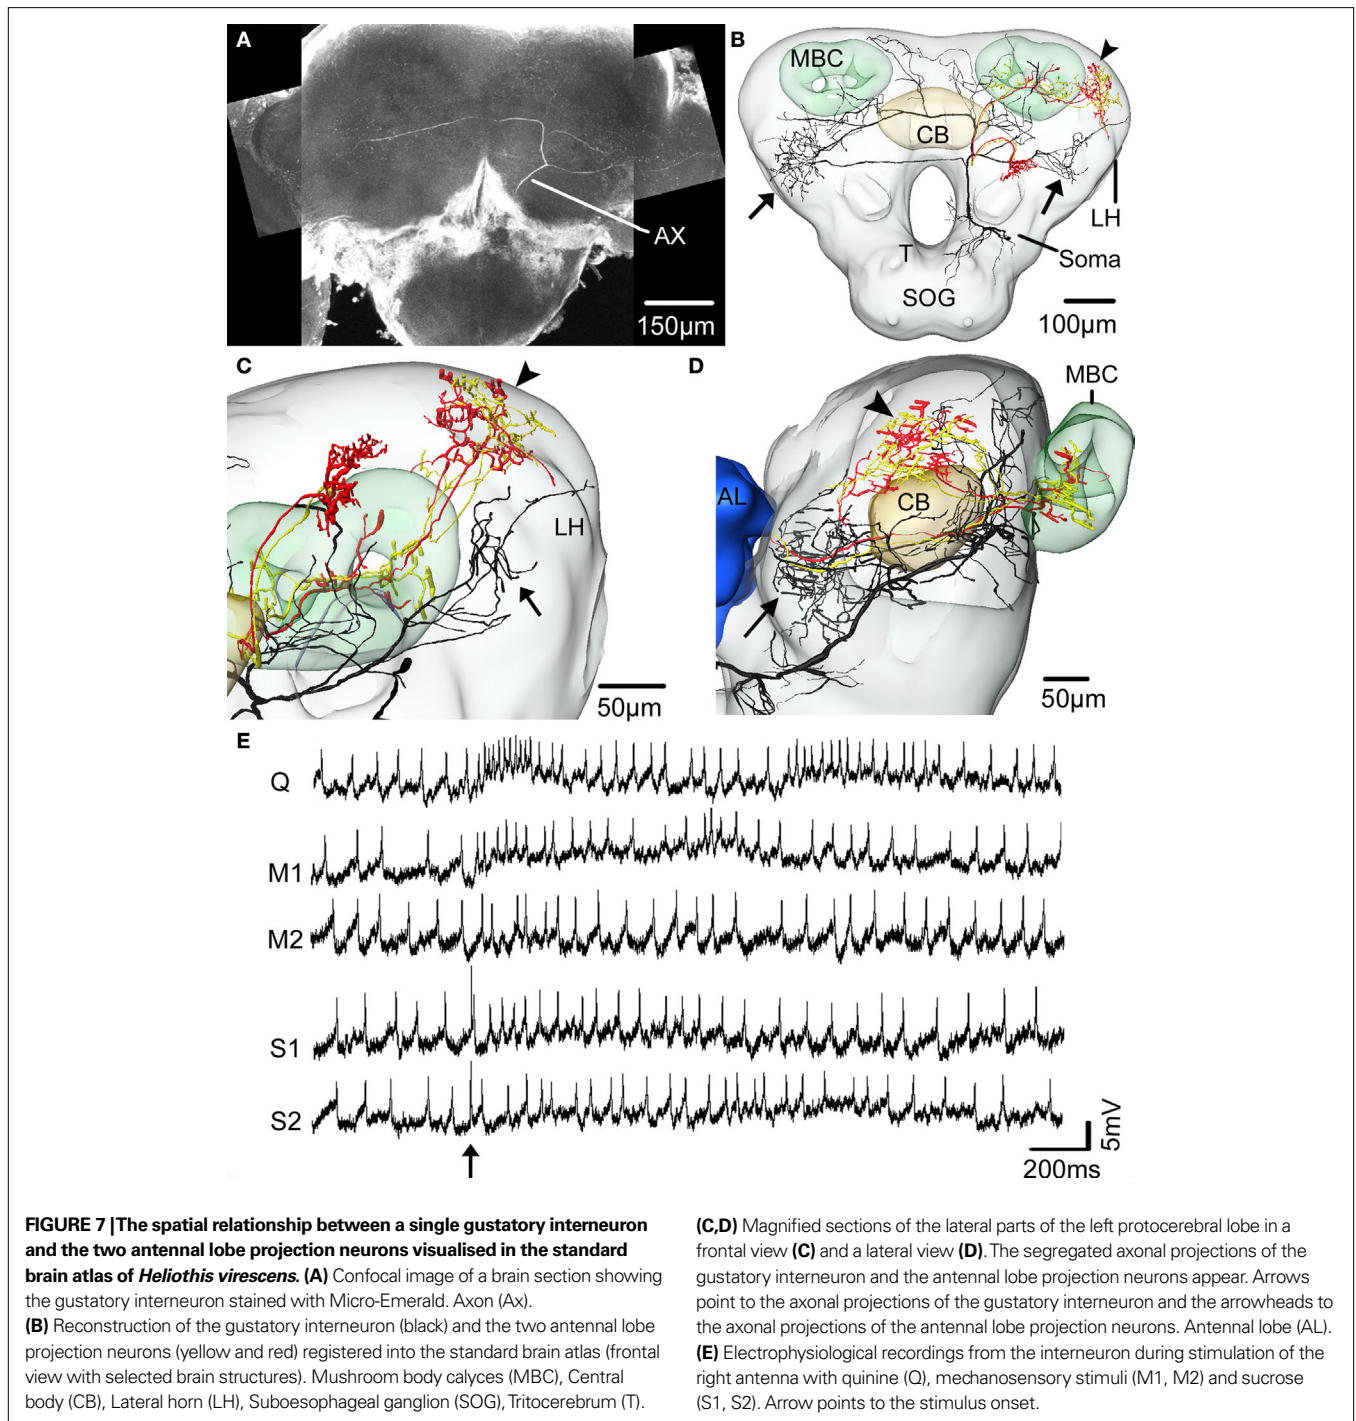 A
AX
150µm
B
MBC
CB
LH
Soma
T
SOG
100µm
C
LH
50µm
D
MBC
AL
CB
50µm
E
Q
M1
M2
S1
S2
5mV
200ms
FIGURE 7 | The spatial relationship between a single gustatory interneuron
and the two antennal lobe projection neurons visualised in the standard
brain atlas of Heliothis virescens. (A) Confocal image of a brain section showing
the gustatory interneuron stained with Micro-Emerald. Axon (Ax).
(B) Reconstruction of the gustatory interneuron (black) and the two antennal lobe
projection neurons (yellow and red) registered into the standard brain atlas (frontal
view with selected brain structures). Mushroom body calyces (MBC), Central
body (CB), Lateral horn (LH), Suboesophageal ganglion (SOG), Tritocerebrum (T).
(C,D) Magnified sections of the lateral parts of the left protocerebral lobe in a
frontal view (C) and a lateral view (D). The segregated axonal projections of the
gustatory interneuron and the antennal lobe projection neurons appear. Arrows
point to the axonal projections of the gustatory interneuron and the arrowheads to
the axonal projections of the antennal lobe projection neurons. Antennal lobe (AL).
(E) Electrophysiological recordings from the interneuron during stimulation of the
right antenna with quinine (Q), mechanosensory stimuli (M1, M2) and sucrose
(S1, S2). Arrow points to the stimulus onset.